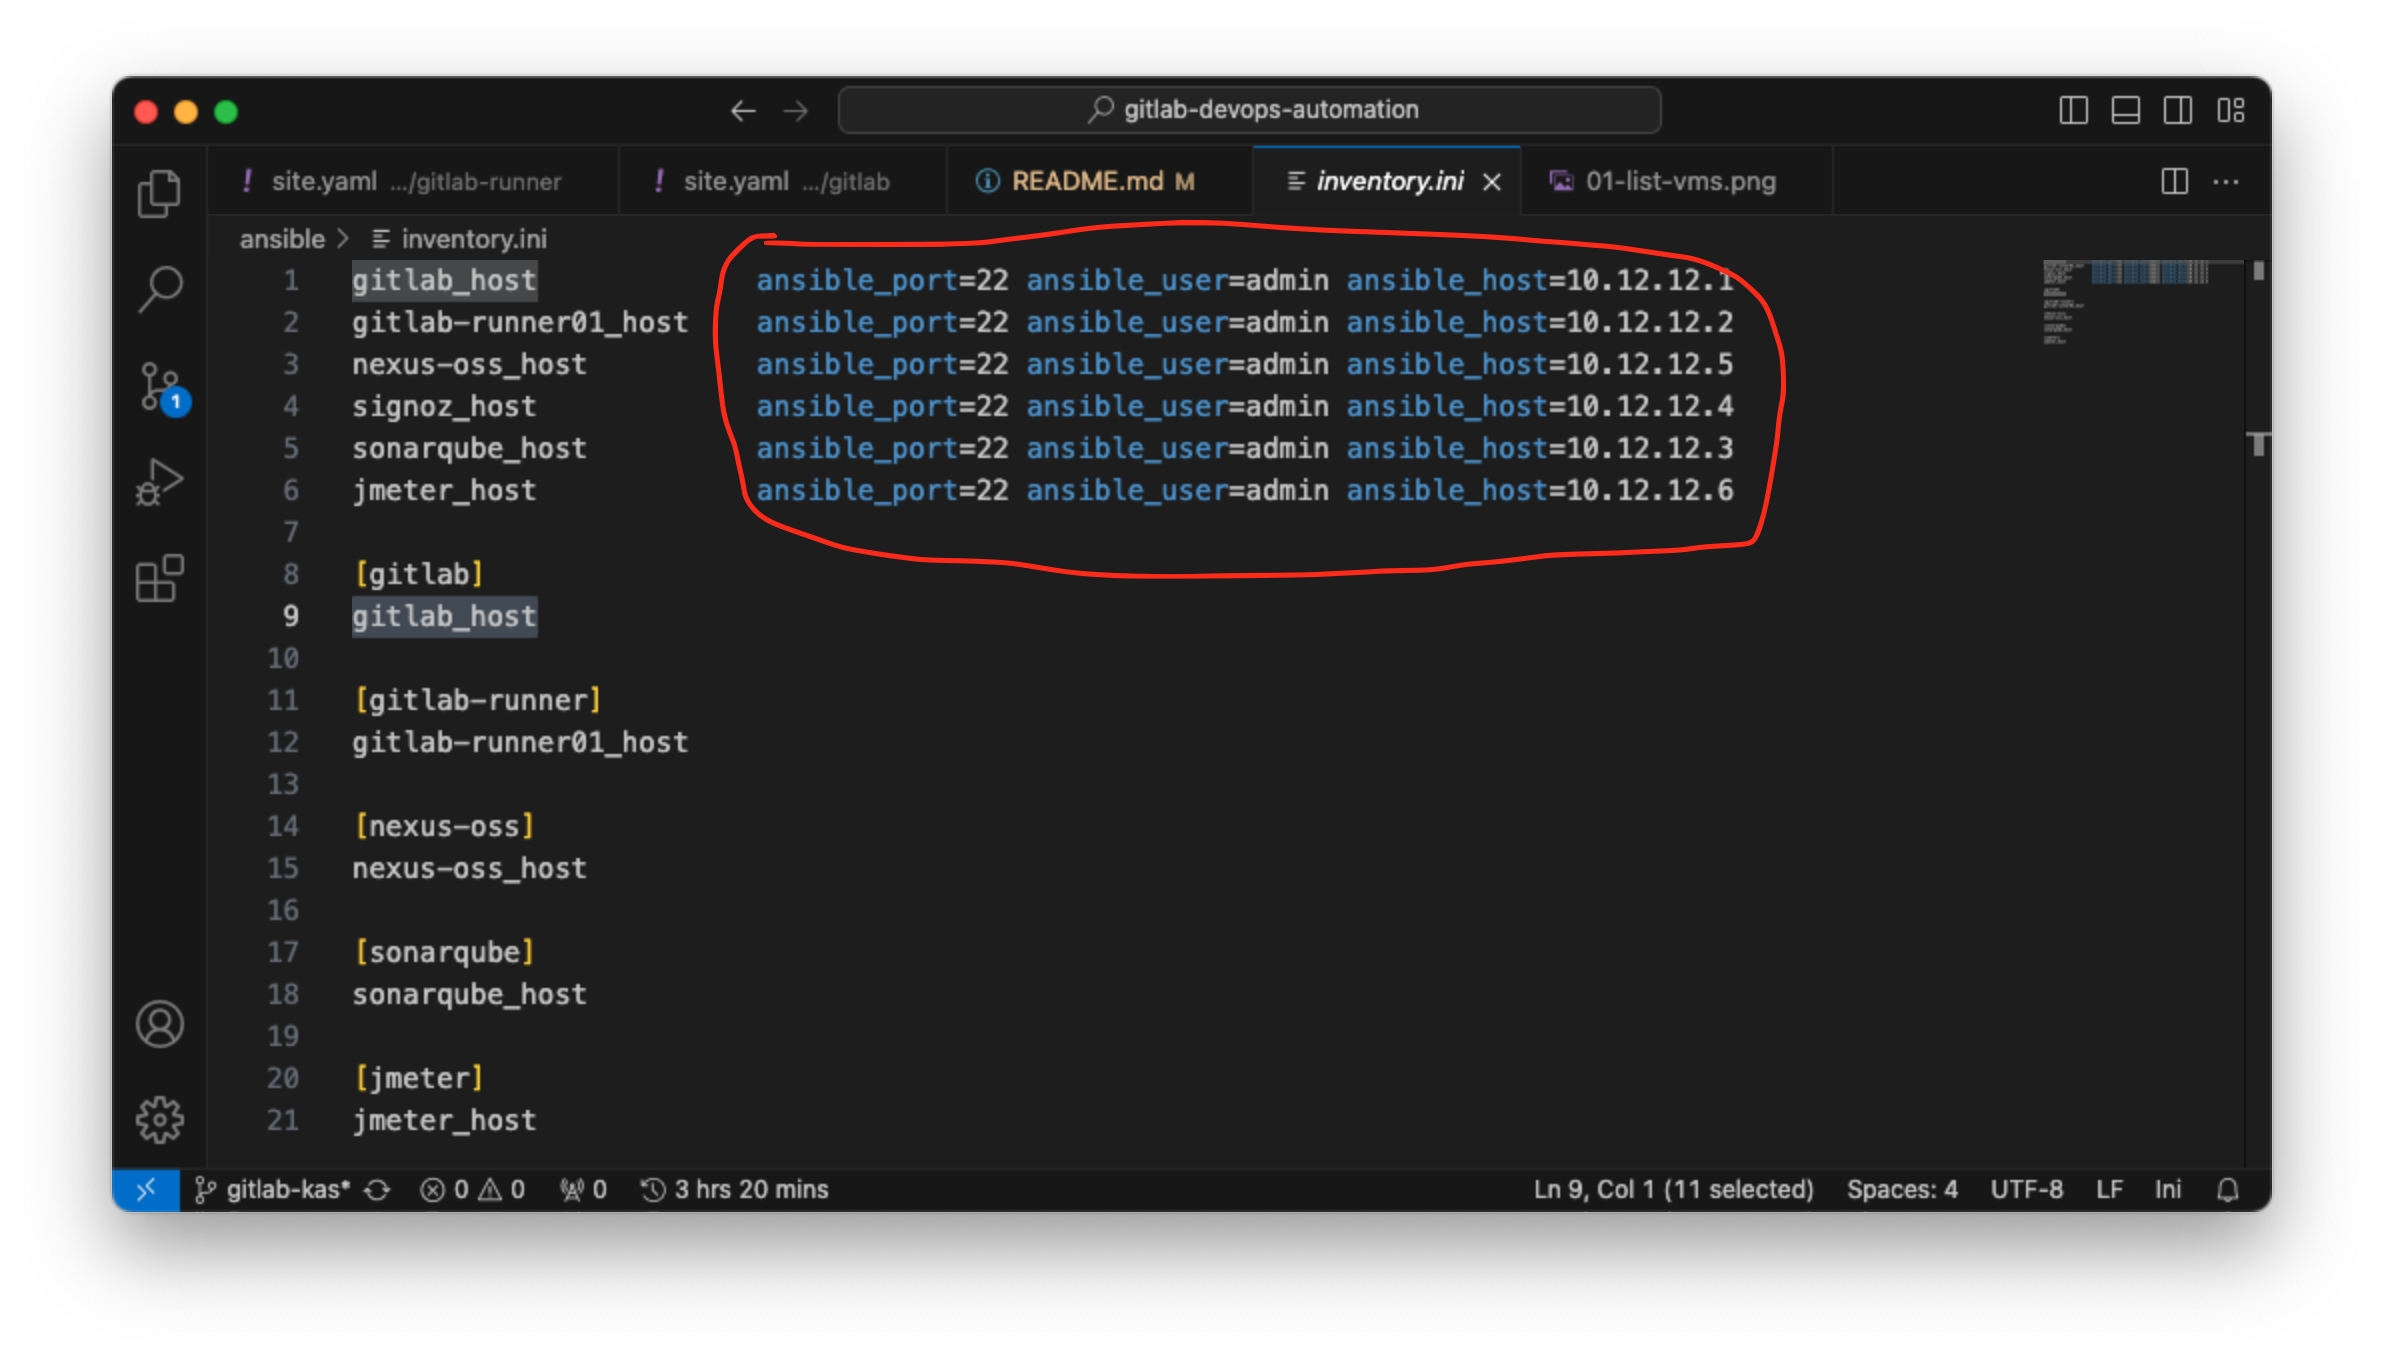 gitlab-devops-automation
! site.yaml .../gitlab-runner ! site.yaml .../gitlab README.md M inventory.ini 01-list-vms.png
ansible > inventory.ini
1 gitlab_host ansible_port=22 ansible_user=admin ansible_host=10.12.12.1
2 gitlab-runner01_host ansible_port=22 ansible_user=admin ansible_host=10.12.12.2
3 nexus-oss_host ansible_port=22 ansible_user=admin ansible_host=10.12.12.5
4 signoz_host ansible_port=22 ansible_user=admin ansible_host=10.12.12.4
5 sonarqube_host ansible_port=22 ansible_user=admin ansible_host=10.12.12.3
6 jmeter_host ansible_port=22 ansible_user=admin ansible_host=10.12.12.6
7
8 [gitlab]
9 gitlab_host
10
11 [gitlab-runner]
12 gitlab-runner01_host
13
14 [nexus-oss]
15 nexus-oss_host
16
17 [sonarqube]
18 sonarqube_host
19
20 [jmeter]
21 jmeter_host
1
gitlab-kas* 0 0 0 3 hrs 20 mins Ln 9, Col 1 (11 selected) Spaces: 4 UTF-8 LF Ini